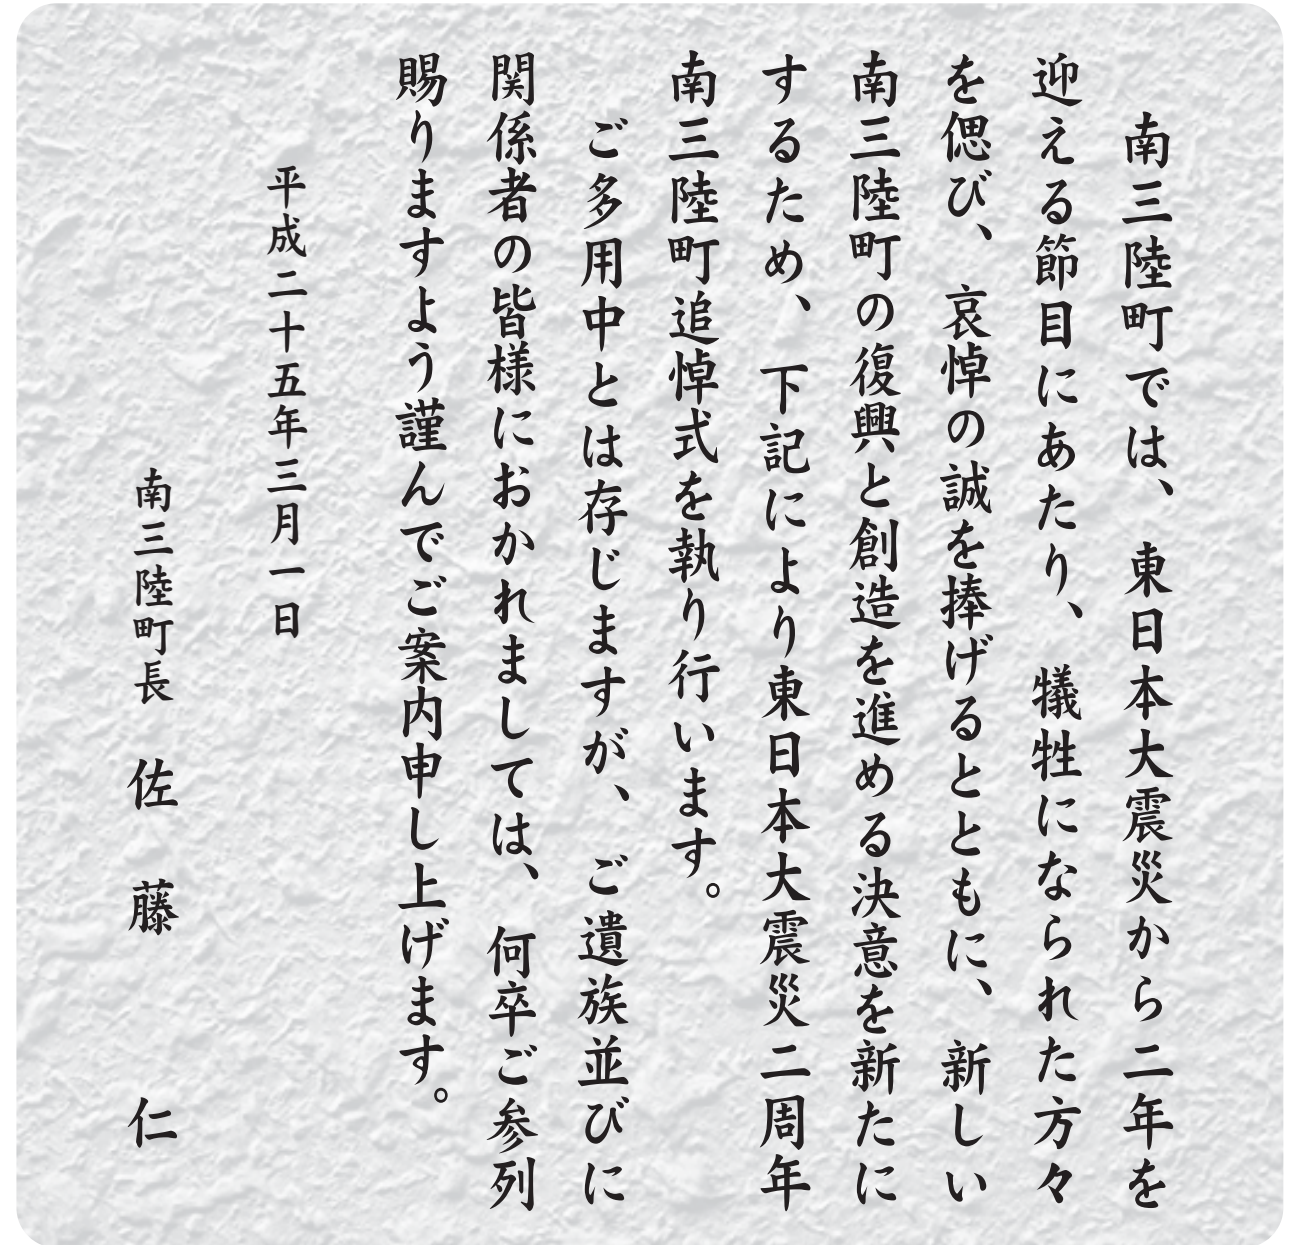 南三陸町では、東日本大震災から二年を
迎える節目にあたり、犠牲になられた方々
を偲び、哀悼の誠を捧げるとともに、新しい
南三陸町の復興と創造を進める決意を新たに
するため、下記により東日本大震災二周年
南三陸町追悼式を執り行います。
ご多用中とは存じますが、ご遺族並びに
関係者の皆様におかれましては、何卒ご参列
賜りますよう謹んでご案内申し上げます。
平成二十五年三月一日
南三陸町長 佐藤 仁